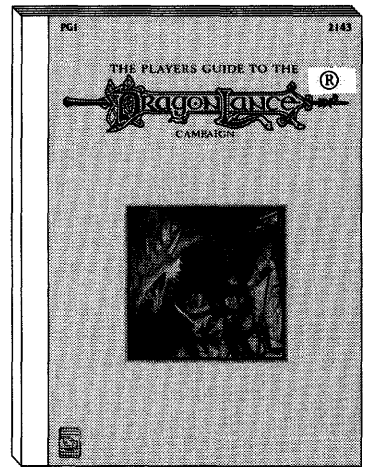 PG1 2143
THE PLAYERS GUIDE TO THE
DRAGONLANCE ®
CAMPAIGN